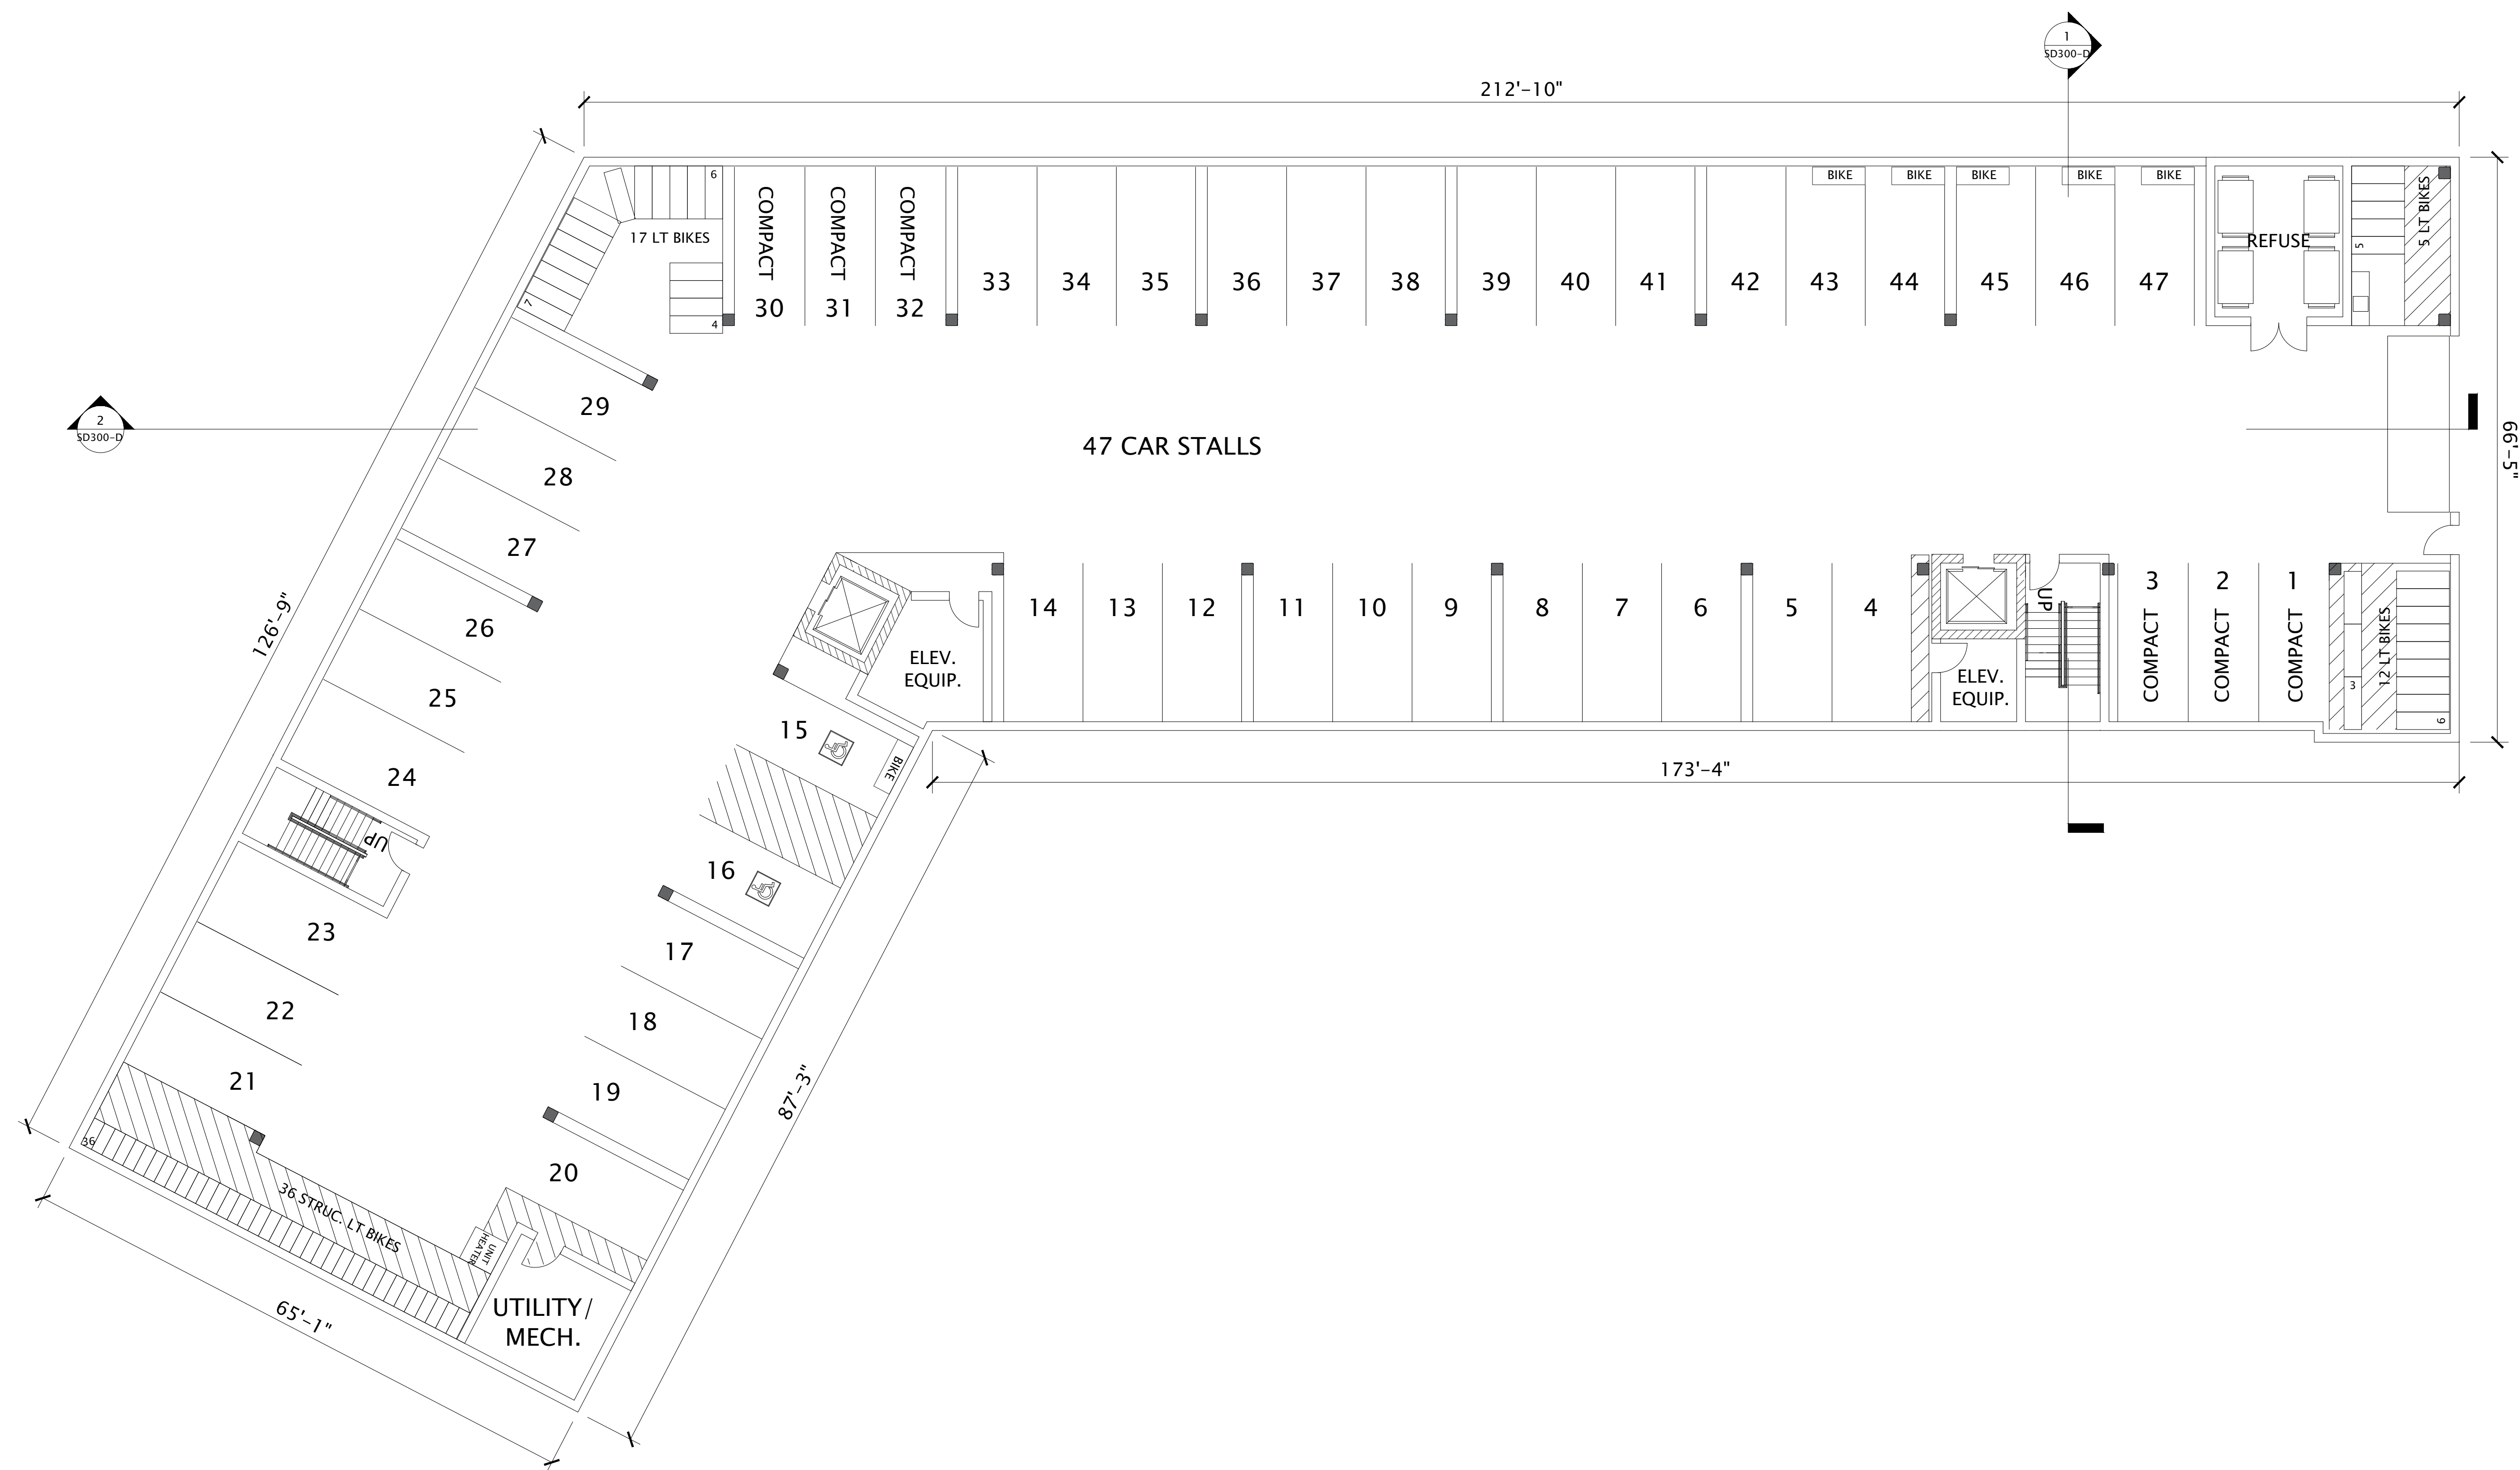 1
SD300-D
212'-10"
6
17 LT BIKES
7
4
COMPACT
30
COMPACT
31
COMPACT
32
33
34
35
36
37
38
39
40
41
42
43
44
45
46
47
BIKE
BIKE
BIKE
BIKE
BIKE
REFUSE
5
5 LT BIKES
66'-5"
2
SD300-D
47 CAR STALLS
29
28
27
26
25
24
126'-9"
UP
23
22
21
36
36 STRUC. LT BIKES
65'-1"
UNIT
HEATER
UTILITY/
MECH.
20
19
18
17
16
15
BIKE
87'-3"
ELEV.
EQUIP.
14
13
12
11
10
9
8
7
6
5
4
ELEV.
EQUIP.
UP
3
COMPACT
2
COMPACT
1
COMPACT
3
12 LT BIKES
6
173'-4"